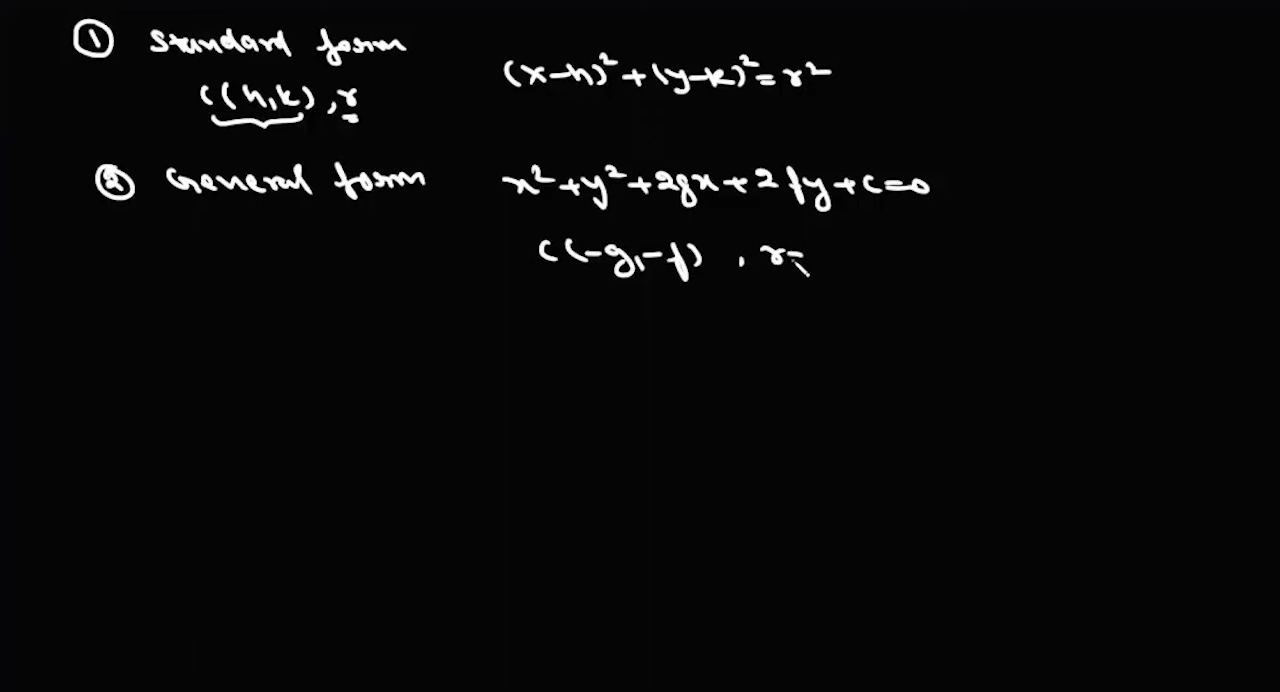 ① Standard form
(x-h)²+(y-k)²=r²
C(h,k), r
② General form x²+y²+2gx+2fy+c=0
C(-g,-f), r=